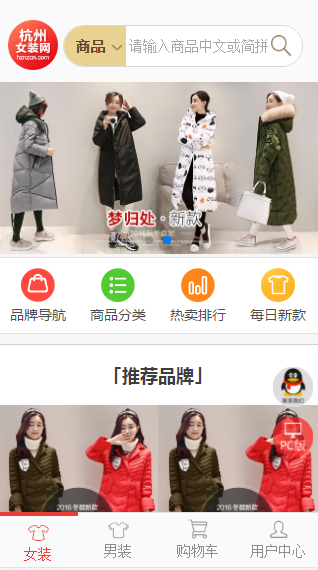 杭州
女装网
hznzcn.com
商品
请输入商品中文或简拼
梦归处·新款
品牌导航
商品分类
热卖排行
每日新款
「推荐品牌」
联系我们
PC版
2016冬装新款
2016冬装新款
女装
男装
购物车
用户中心